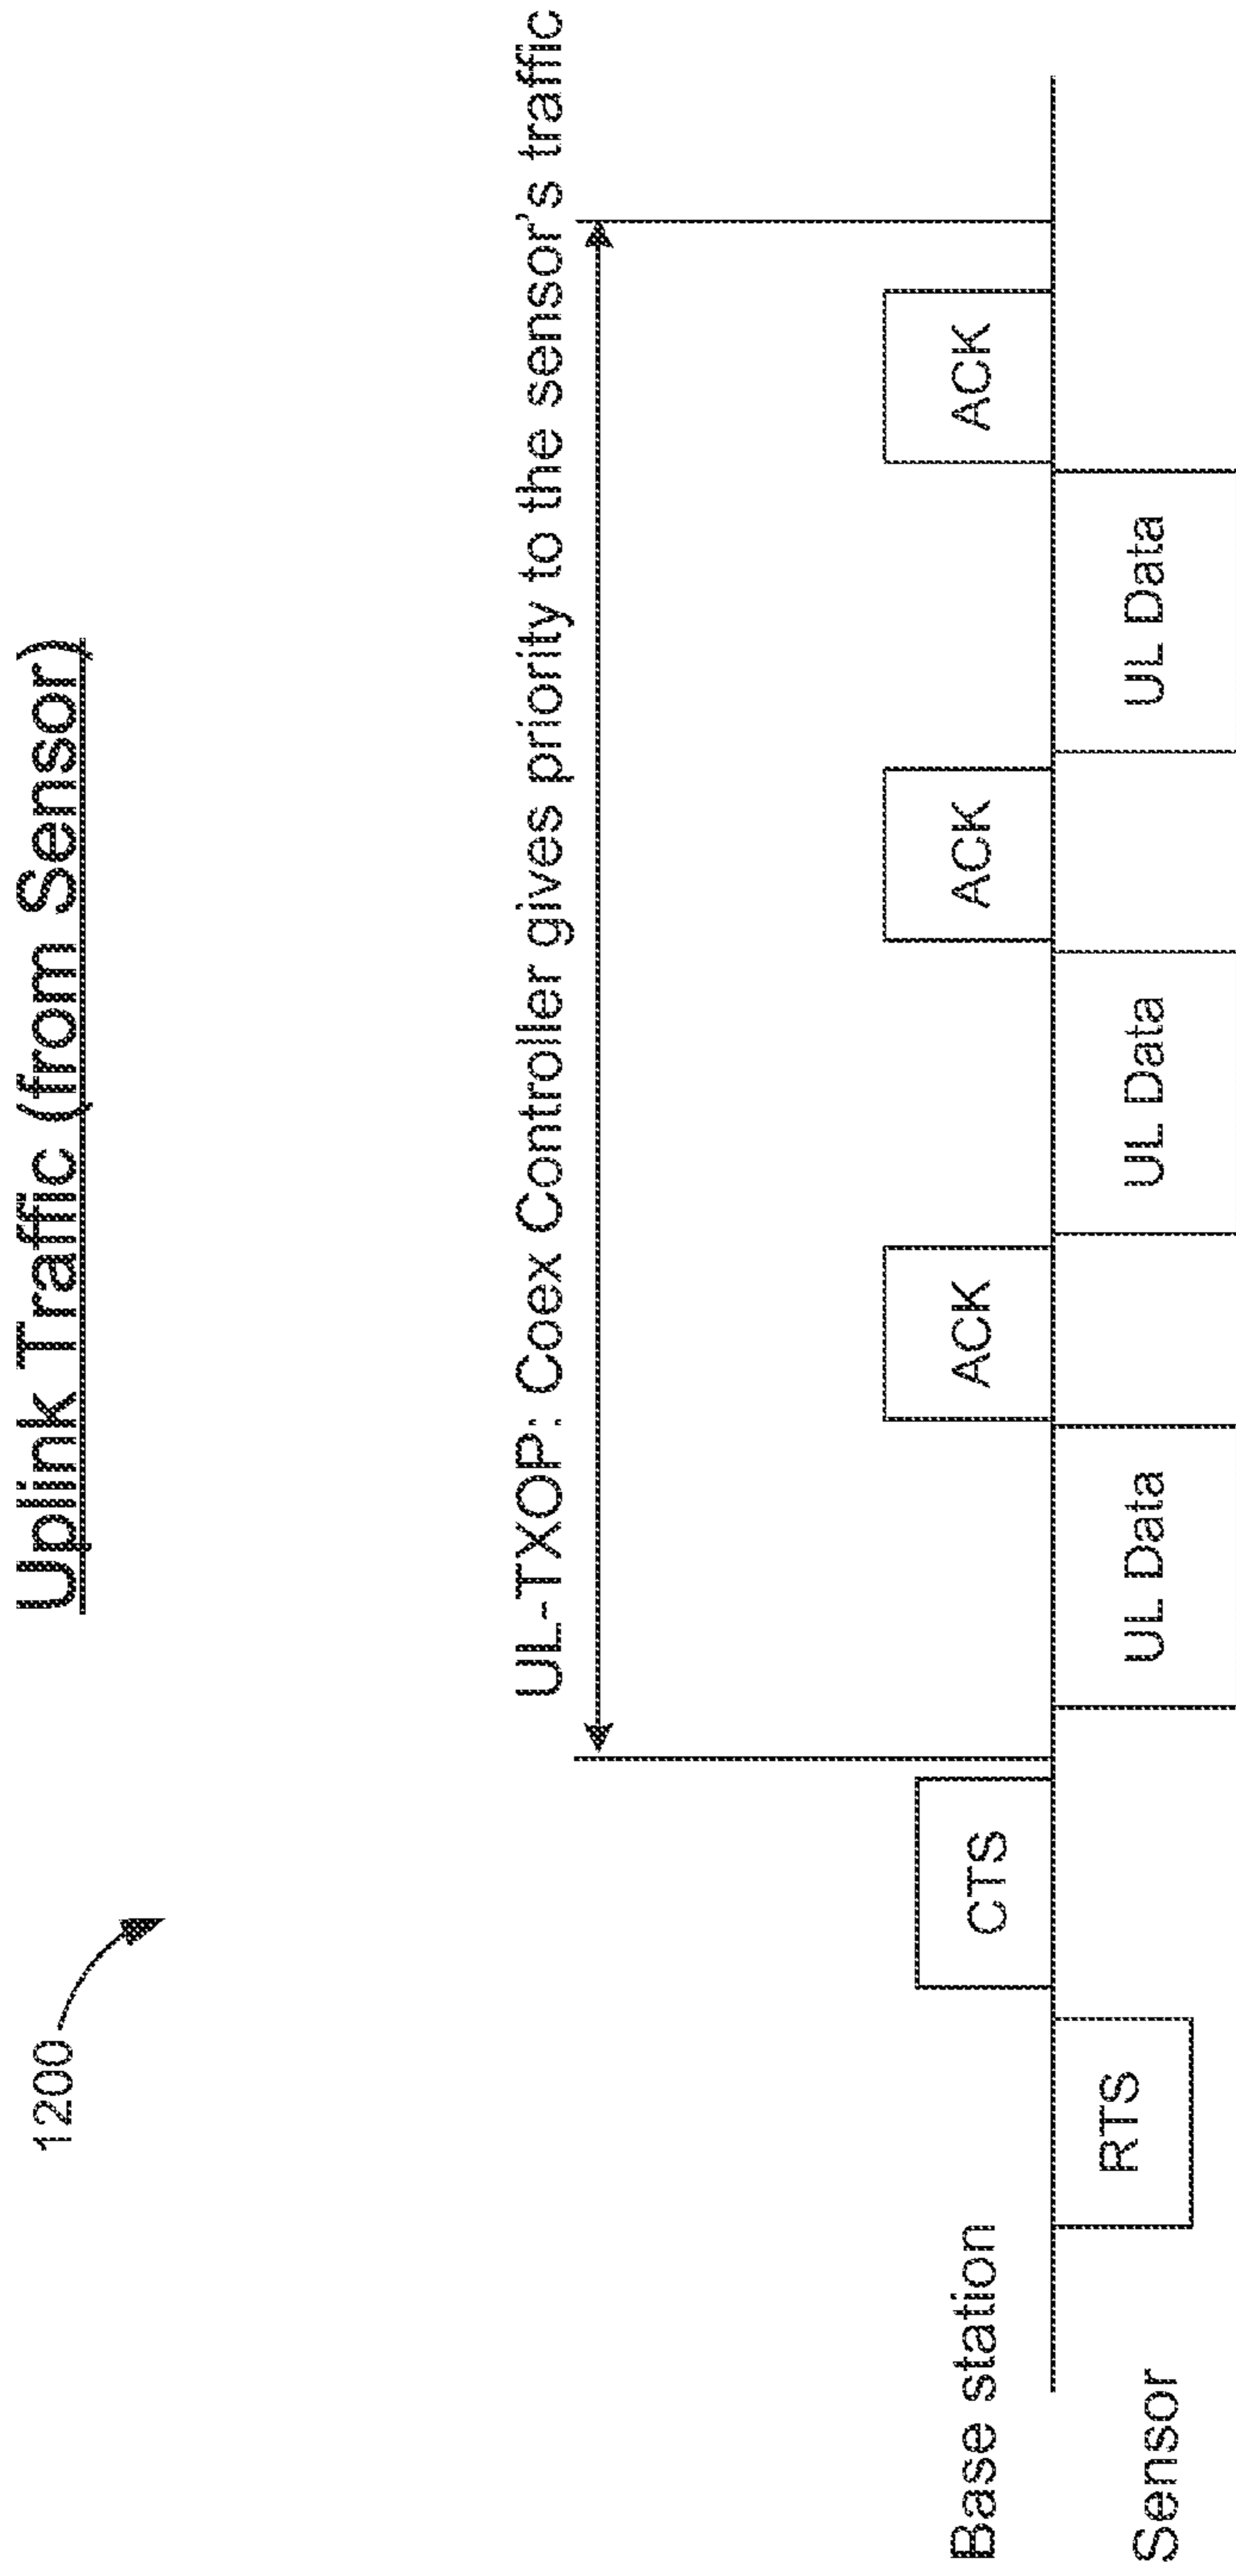 Uplink Traffic (from Sensor)
1200
UL-TXOP: Coex Controller gives priority to the sensor's traffic
Base station
CTS
ACK
ACK
ACK
Sensor
RTS
UL Data
UL Data
UL Data